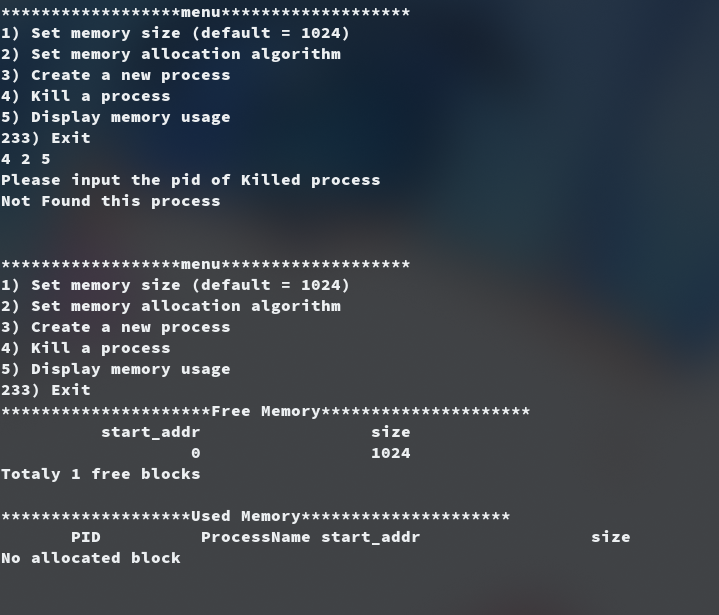 ******************menu*******************
1) Set memory size (default = 1024)
2) Set memory allocation algorithm
3) Create a new process
4) Kill a process
5) Display memory usage
233) Exit
4 2 5
Please input the pid of Killed process
Not Found this process
******************menu*******************
1) Set memory size (default = 1024)
2) Set memory allocation algorithm
3) Create a new process
4) Kill a process
5) Display memory usage
233) Exit
*********************Free Memory*********************
start_addr size
0 1024
Totaly 1 free blocks
*******************Used Memory*********************
PID ProcessName start_addr size
No allocated block